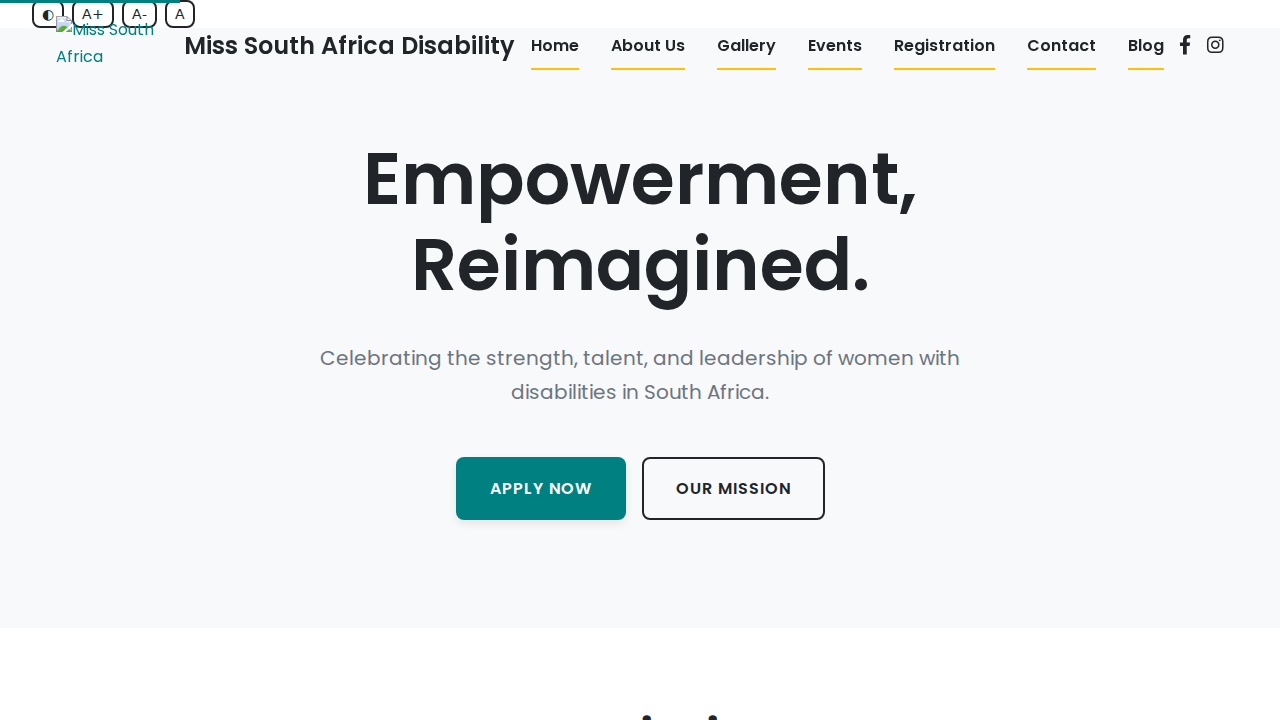 ◐ A+ A- A
Miss South Africa
Miss South Africa Disability
Home About Us Gallery Events Registration Contact Blog
Empowerment,
Reimagined.
Celebrating the strength, talent, and leadership of women with
disabilities in South Africa.
APPLY NOW OUR MISSION